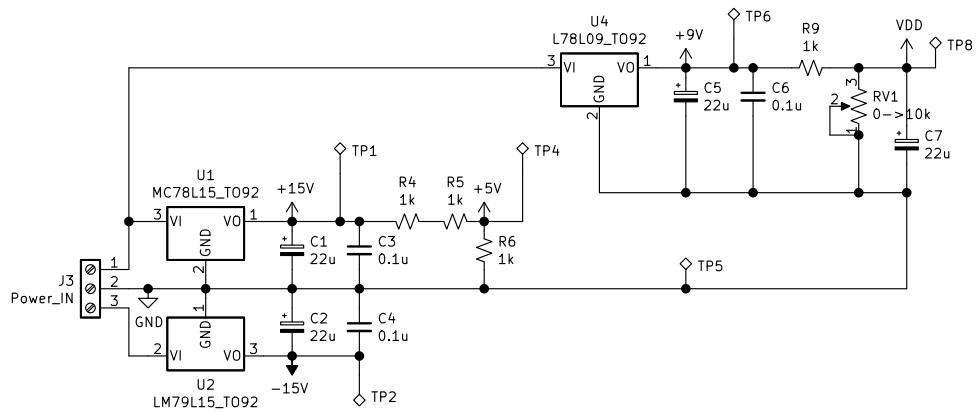 U4
L78L09_TO92
3 VI VO 1
GND
2
+9V
TP6
R9
1k
VDD
TP8
C5
22u
C6
0.1u
3
2
1
RV1
0->10k
C7
22u
TP1
TP4
U1
MC78L15_TO92
+15V
R4
1k
R5
1k
+5V
3 VI VO 1
GND
2
C1
22u
C3
0.1u
R6
1k
J3
Power_IN
1
2
3
GND
TP5
1
GND
C2
22u
C4
0.1u
2 VI VO 3
U2
LM79L15_TO92
-15V
TP2